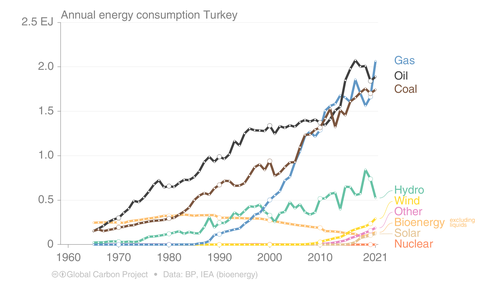 Annual energy consumption Turkey
2.5 EJ
2.0
1.5
1.0
0.5
0
1960
1970
1980
1990
2000
2010
2021
Gas
Oil
Coal
Hydro
Wind
Other
Bioenergy excluding
liquids
Solar
Nuclear
Global Carbon Project • Data: BP, IEA (bioenergy)